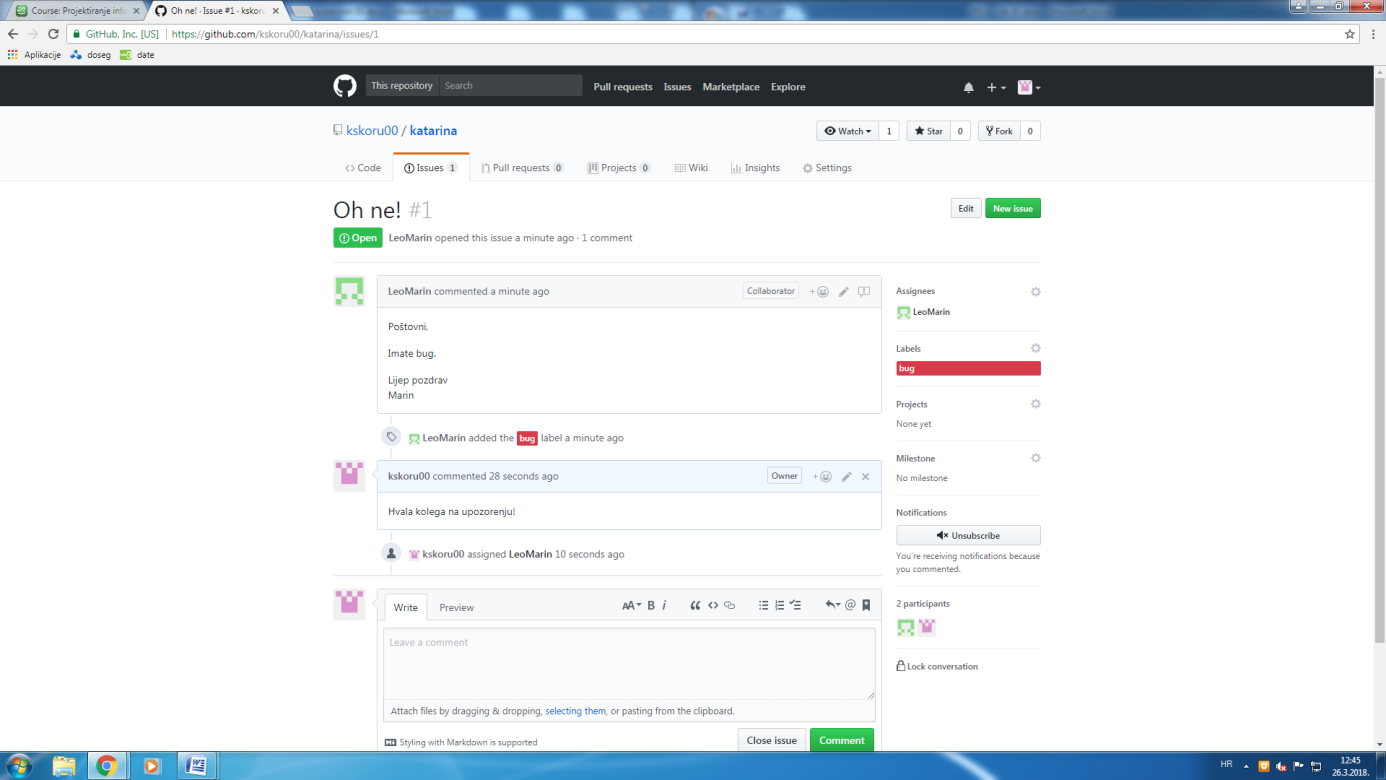 Course: Projektiranje info
Oh ne! · Issue #1 · kskoru
GitHub, Inc. [US]
https://github.com/kskoru00/katarina/issues/1
Aplikacije
doseg
date
This repository
Search
Pull requests
Issues
Marketplace
Explore
kskoru00 / katarina
Watch 1
Star 0
Fork 0
Code
Issues 1
Pull requests 0
Projects 0
Wiki
Insights
Settings
Oh ne! #1
Edit
New issue
Open
LeoMarin opened this issue a minute ago · 1 comment
LeoMarin commented a minute ago
Collaborator
Poštovni,
Imate bug.
Lijep pozdrav
Marin
LeoMarin added the bug label a minute ago
kskoru00 commented 28 seconds ago
Owner
Hvala kolega na upozorenju!
kskoru00 assigned LeoMarin 10 seconds ago
Write
Preview
AA B i
Leave a comment
Attach files by dragging & dropping, selecting them, or pasting from the clipboard.
Styling with Markdown is supported
Close issue
Comment
Assignees
LeoMarin
Labels
bug
Projects
None yet
Milestone
No milestone
Notifications
Unsubscribe
You're receiving notifications because
you commented.
2 participants
Lock conversation
HR
12:45
26.3.2018.